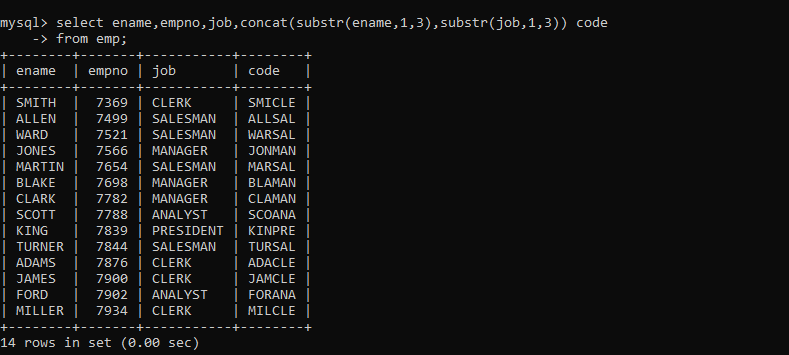 mysql> select ename,empno,job,concat(substr(ename,1,3),substr(job,1,3)) code
    -> from emp;
+--------+-------+-----------+--------+
| ename  | empno | job       | code   |
+--------+-------+-----------+--------+
| SMITH  |  7369 | CLERK     | SMICLE |
| ALLEN  |  7499 | SALESMAN  | ALLSAL |
| WARD   |  7521 | SALESMAN  | WARSAL |
| JONES  |  7566 | MANAGER   | JONMAN |
| MARTIN |  7654 | SALESMAN  | MARSAL |
| BLAKE  |  7698 | MANAGER   | BLAMAN |
| CLARK  |  7782 | MANAGER   | CLAMAN |
| SCOTT  |  7788 | ANALYST   | SCOANA |
| KING   |  7839 | PRESIDENT | KINPRE |
| TURNER |  7844 | SALESMAN  | TURSAL |
| ADAMS  |  7876 | CLERK     | ADACLE |
| JAMES  |  7900 | CLERK     | JAMCLE |
| FORD   |  7902 | ANALYST   | FORANA |
| MILLER |  7934 | CLERK     | MILCLE |
+--------+-------+-----------+--------+
14 rows in set (0.00 sec)